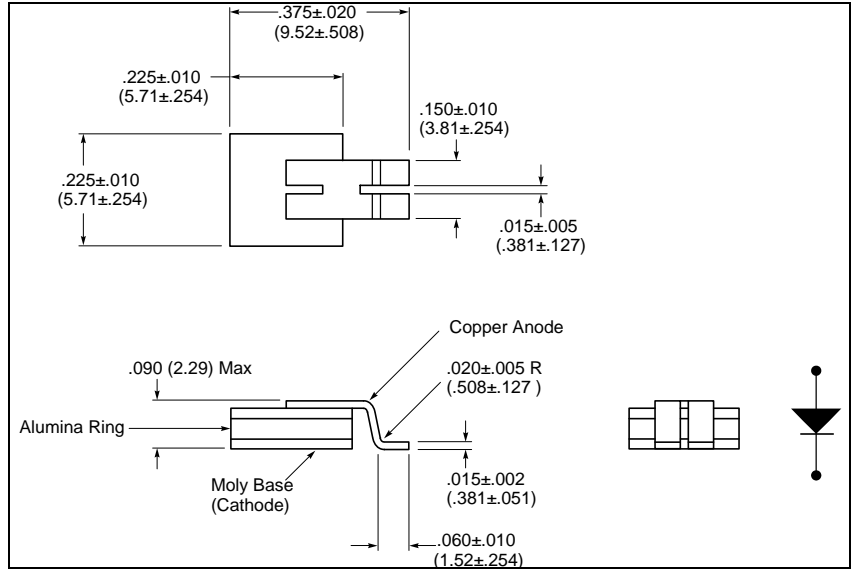 .375±.020
(9.52±.508)
.225±.010
(5.71±.254)
.150±.010
(3.81±.254)
.225±.010
(5.71±.254)
.015±.005
(.381±.127)
Copper Anode
.090 (2.29) Max
.020±.005 R
(.508±.127 )
Alumina Ring
Moly Base
(Cathode)
.015±.002
(.381±.051)
.060±.010
(1.52±.254)